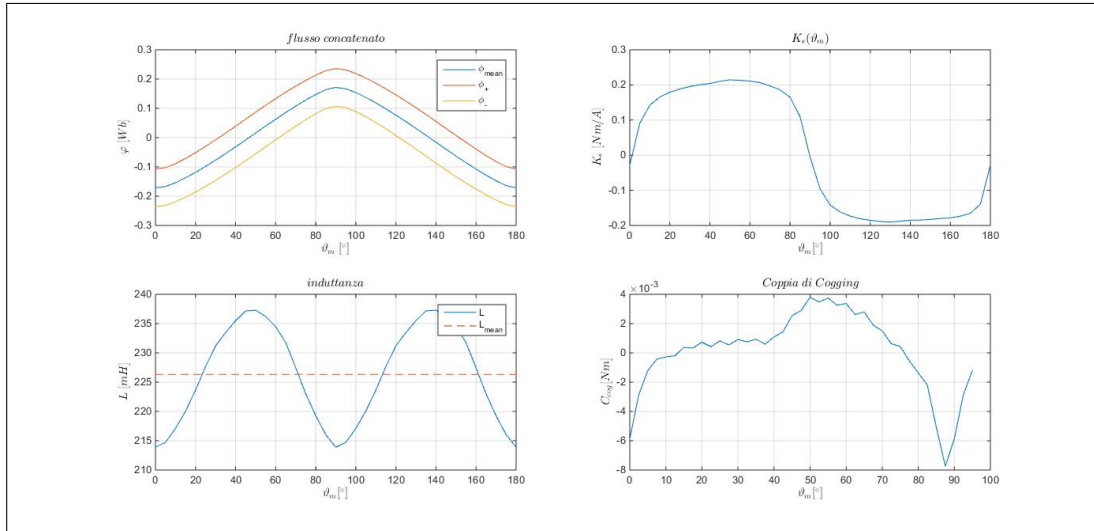 flusso concatenato
φ [Wb]
0.3
0.2
0.1
0
-0.1
-0.2
-0.3
0 20 40 60 80 100 120 140 160 180
ϑm [°]
ϕmean
ϕ+
ϕ-
Ke(ϑm)
Ke [Nm/A]
0.3
0.2
0.1
0
-0.1
-0.2
0 20 40 60 80 100 120 140 160 180
ϑm [°]
induttanza
L [mH]
240
235
230
225
220
215
210
0 20 40 60 80 100 120 140 160 180
ϑm [°]
L
Lmean
Coppia di Cogging
×10-3
Ccog[Nm]
4
2
0
-2
-4
-6
-8
0 10 20 30 40 50 60 70 80 90 100
ϑm[°]